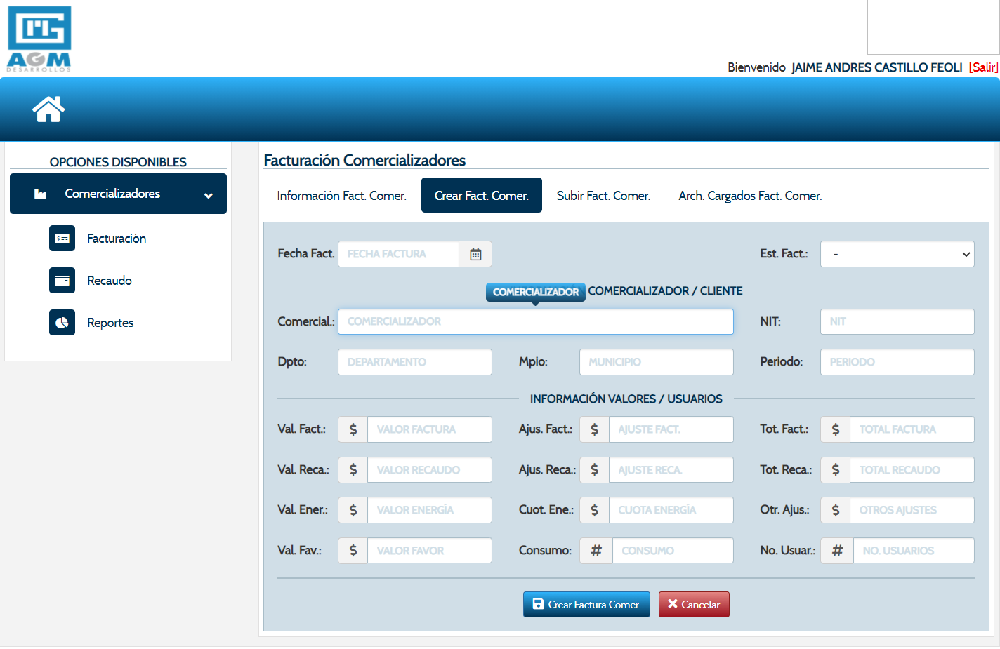 AGM
DESARROLLOS
Bienvenido JAIME ANDRES CASTILLO FEOLI [Salir]
OPCIONES DISPONIBLES
Comercializadores
Facturación
Recaudo
Reportes
Facturación Comercializadores
Información Fact. Comer.
Crear Fact. Comer.
Subir Fact. Comer.
Arch. Cargados Fact. Comer.
Fecha Fact. FECHA FACTURA
Est. Fact.: -
COMERCIALIZADOR
COMERCIALIZADOR / CLIENTE
Comercial.: COMERCIALIZADOR
NIT: NIT
Dpto: DEPARTAMENTO
Mpio: MUNICIPIO
Periodo: PERIODO
INFORMACIÓN VALORES / USUARIOS
Val. Fact.: $ VALOR FACTURA
Ajus. Fact.: $ AJUSTE FACT.
Tot. Fact.: $ TOTAL FACTURA
Val. Reca.: $ VALOR RECAUDO
Ajus. Reca.: $ AJUSTE RECA.
Tot. Reca.: $ TOTAL RECAUDO
Val. Ener.: $ VALOR ENERGÍA
Cuot. Ene.: $ CUOTA ENERGÍA
Otr. Ajus.: $ OTROS AJUSTES
Val. Fav.: $ VALOR FAVOR
Consumo: # CONSUMO
No. Usuar.: # NO. USUARIOS
Crear Factura Comer.
Cancelar